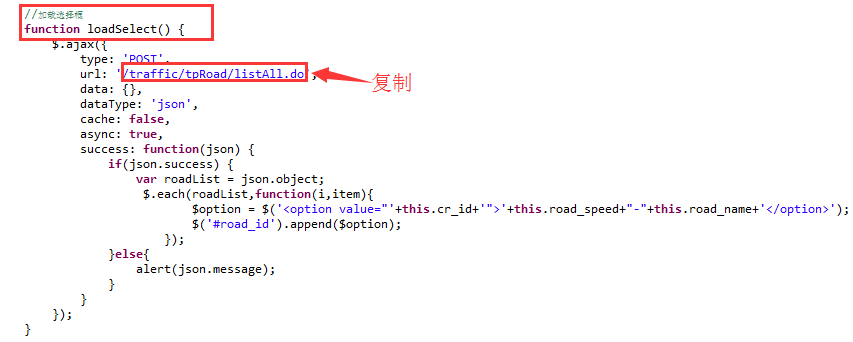 //加载选择框
function loadSelect() {
$.ajax({
type: 'POST',
url: '/traffic/tpRoad/listAll.do',
复制
data: {},
dataType: 'json',
cache: false,
async: true,
success: function(json) {
if(json.success) {
var roadList = json.object;
$.each(roadList,function(i,item){
$option = $('<option value="'+this.cr_id+'">'+this.road_speed+"-"+this.road_name+'</option>');
$('#road_id').append($option);
});
}else{
alert(json.message);
}
}
});
}